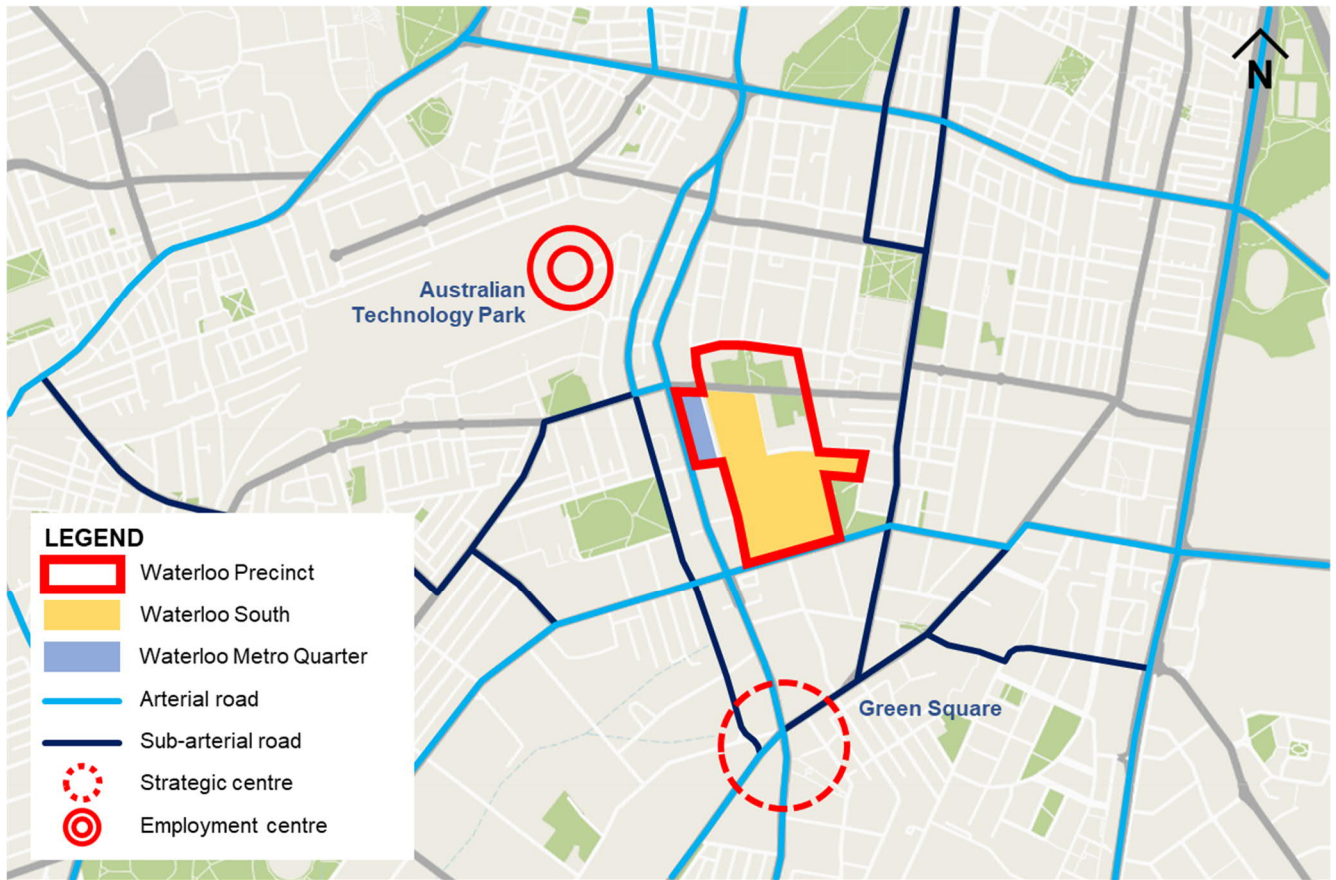 N
Australian
Technology Park
Green Square
LEGEND
Waterloo Precinct
Waterloo South
Waterloo Metro Quarter
Arterial road
Sub-arterial road
Strategic centre
Employment centre